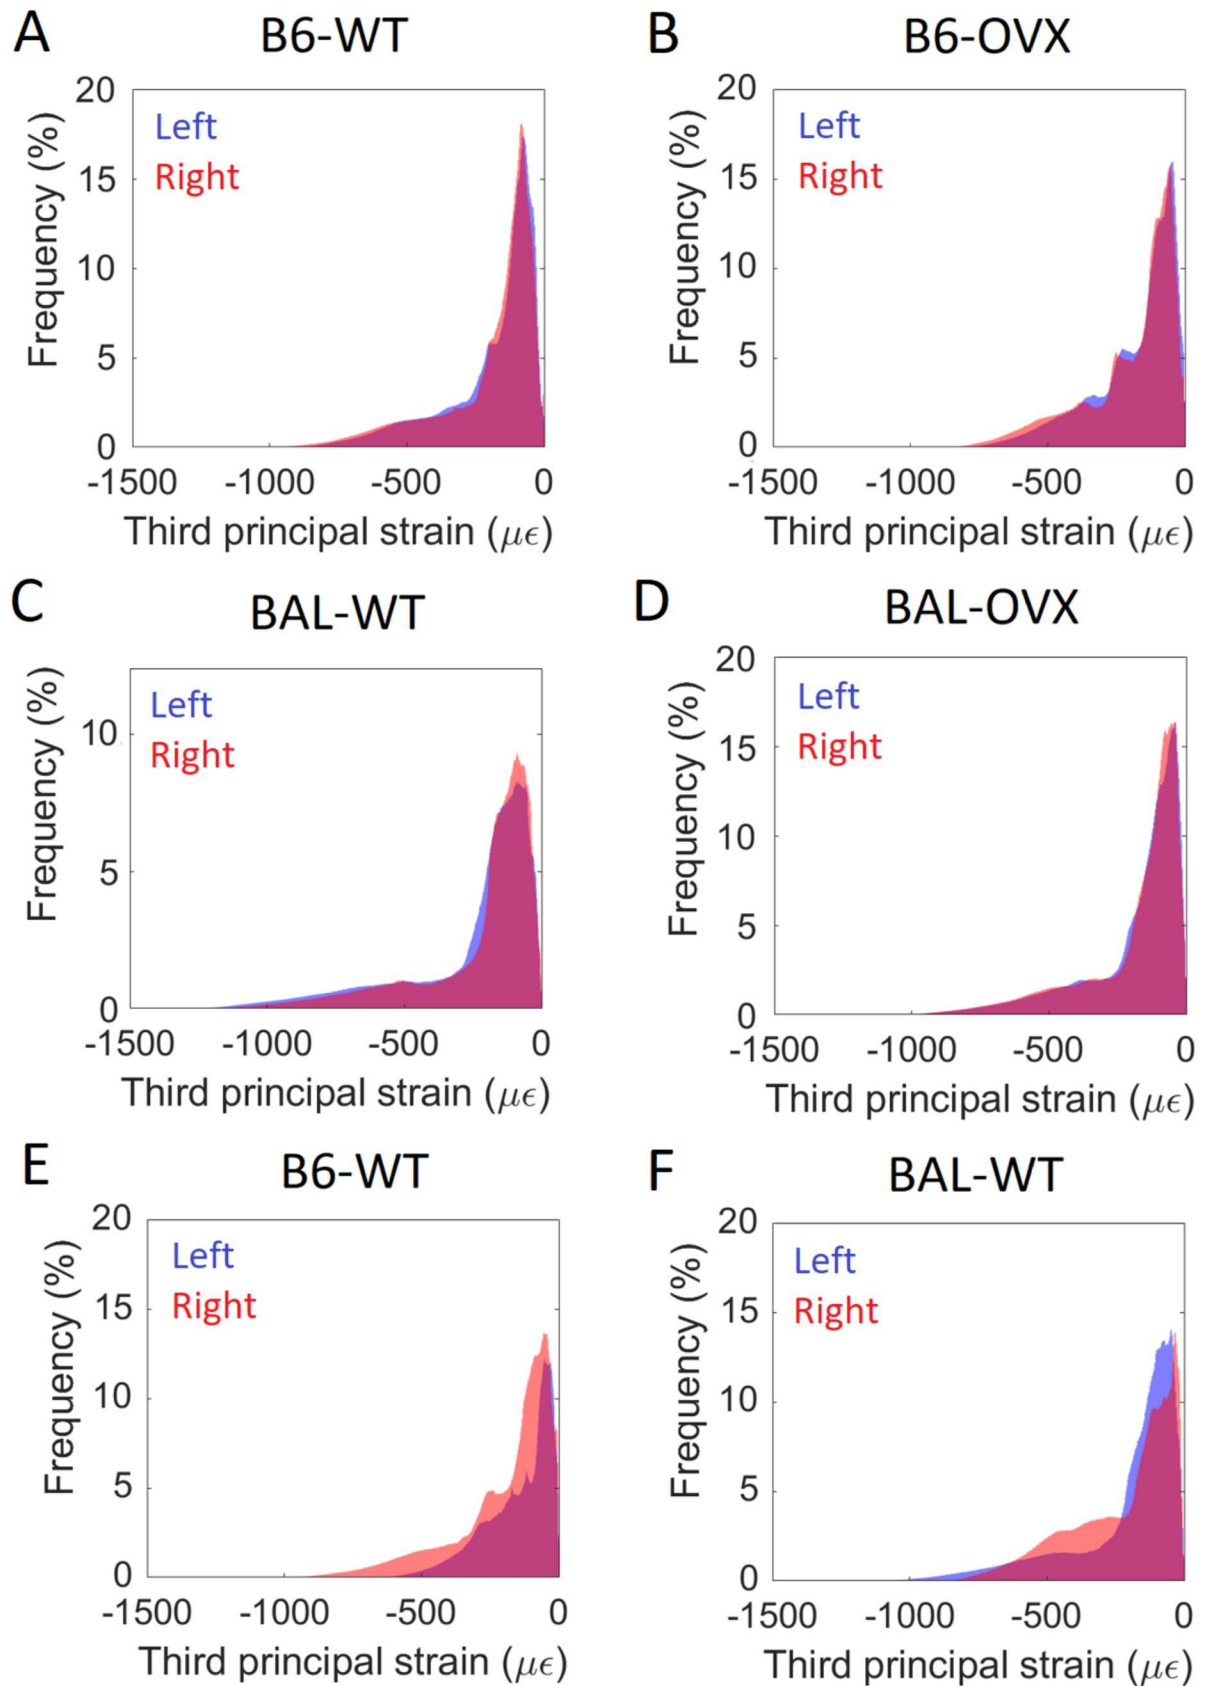 A
B6-WT
20
15
10
5
0
Frequency (%)
Left
Right
-1500 -1000 -500 0
Third principal strain (µϵ)
B
B6-OVX
20
15
10
5
0
Frequency (%)
Left
Right
-1500 -1000 -500 0
Third principal strain (µϵ)
C
BAL-WT
10
5
0
Frequency (%)
Left
Right
-1500 -1000 -500 0
Third principal strain (µϵ)
D
BAL-OVX
20
15
10
5
0
Frequency (%)
Left
Right
-1500 -1000 -500 0
Third principal strain (µϵ)
E
B6-WT
20
15
10
5
0
Frequency (%)
Left
Right
-1500 -1000 -500 0
Third principal strain (µϵ)
F
BAL-WT
20
15
10
5
0
Frequency (%)
Left
Right
-1500 -1000 -500 0
Third principal strain (µϵ)